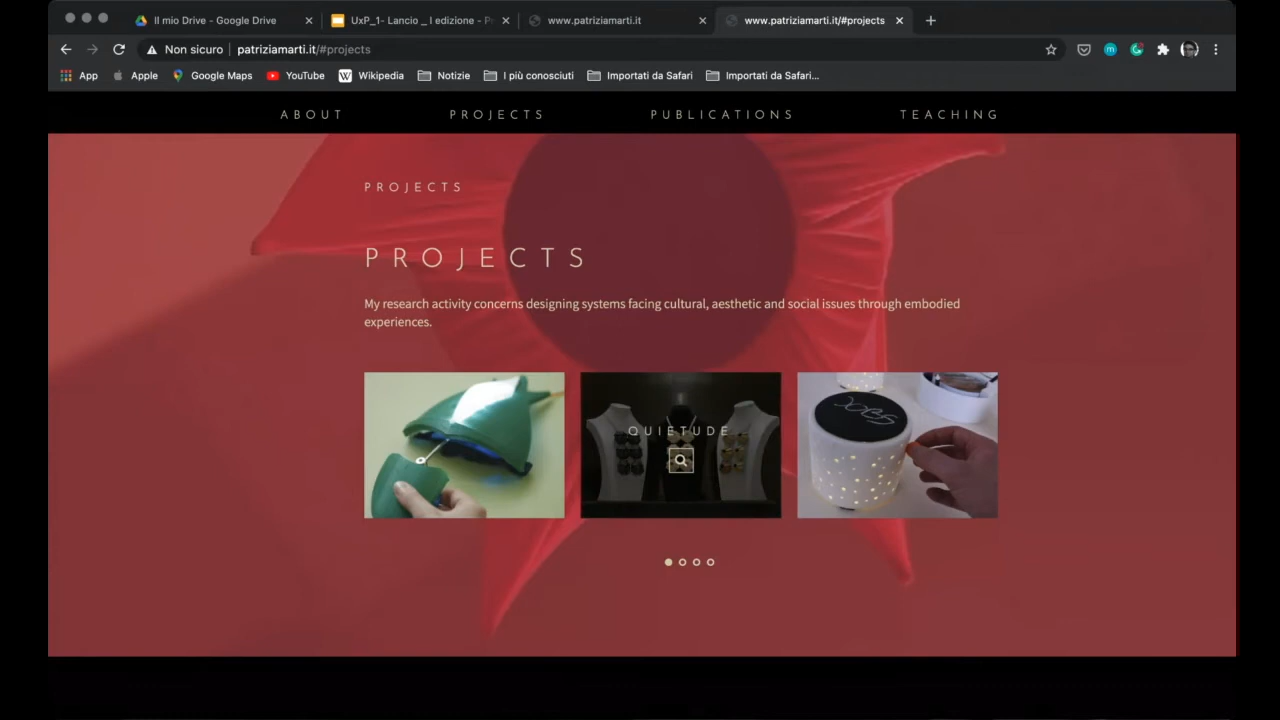 Il mio Drive - Google Drive
UxP_1- Lancio _ I edizione - Pr
www.patriziamarti.it
www.patriziamarti.it/#projects
Non sicuro
patriziamarti.it/#projects
App
Apple
Google Maps
YouTube
Wikipedia
Notizie
I più conosciuti
Importati da Safari
Importati da Safari...
ABOUT
PROJECTS
PUBLICATIONS
TEACHING
PROJECTS
PROJECTS
My research activity concerns designing systems facing cultural, aesthetic and social issues through embodied
experiences.
QUIETUDE